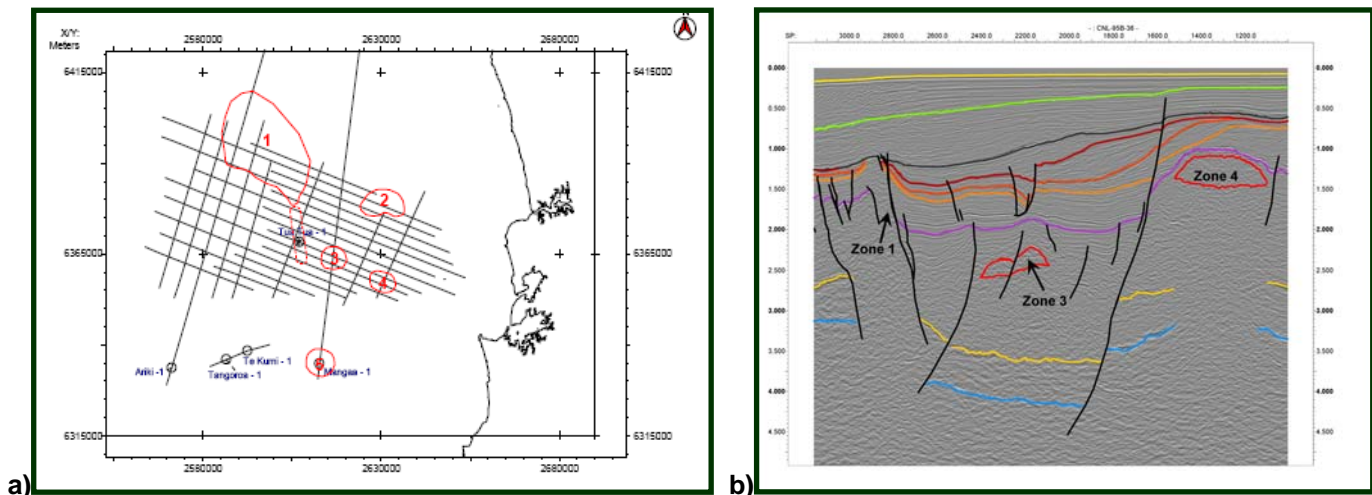 X/Y:
Meters
2580000 2630000 2680000
6415000 6415000
1
2
6365000 6365000
3
4
Ariki -1
Te Kumi - 1
Tangoroa - 1
Mangaa - 1
6315000 6315000
2580000 2630000 2680000
a)
- | CNL-95B-36 -
SP: 3000.0 2800.0 2600.0 2400.0 2200.0 2000.0 1800.0 1600.0 1400.0 1200.0
0.000 0.000
0.500 0.500
1.000 1.000
1.500 1.500
Zone 4
2.000 2.000
Zone 1
2.500 2.500
Zone 3
3.000 3.000
3.500 3.500
4.000 4.000
4.500 4.500
b)